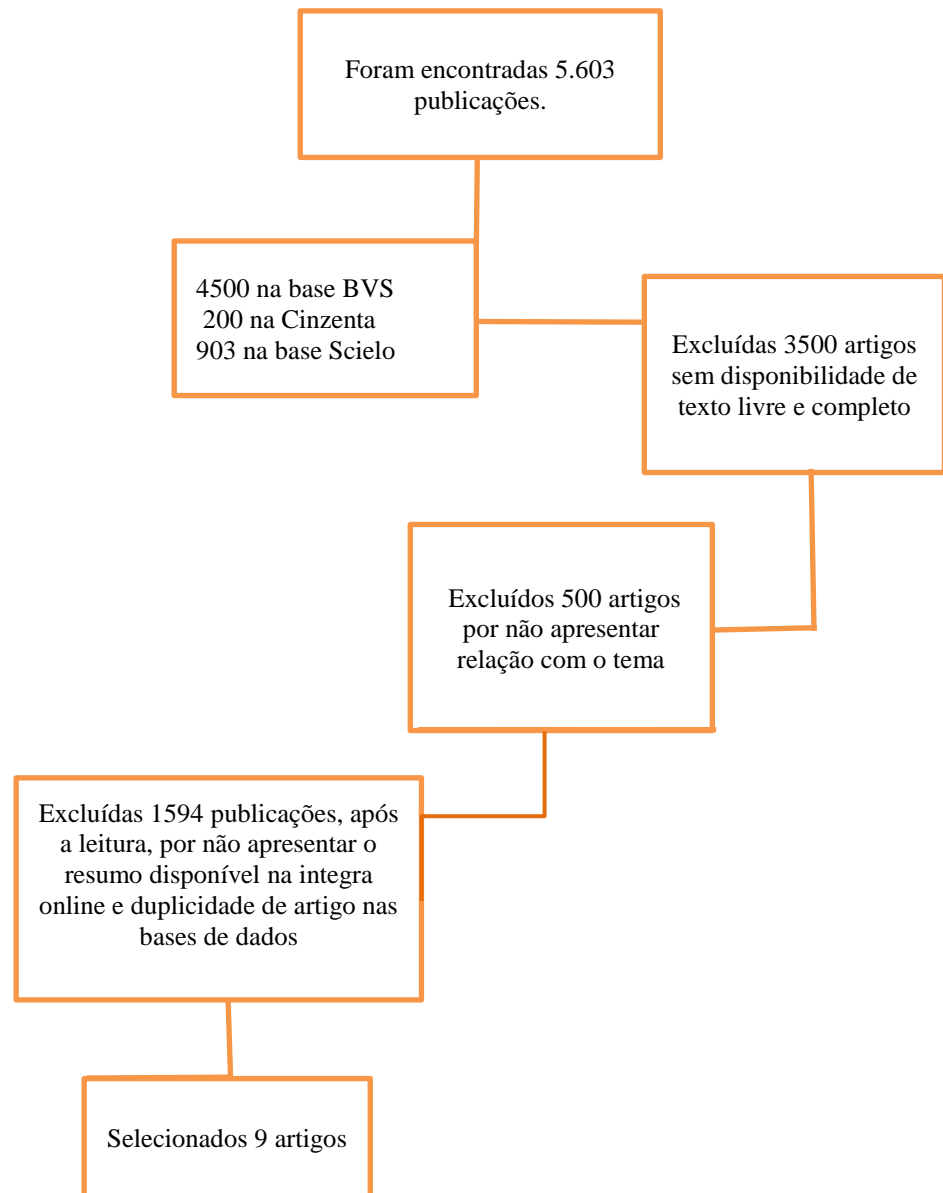 Foram encontradas 5.603
publicações.
4500 na base BVS
200 na Cinzenta
903 na base Scielo
Excluídas 3500 artigos
sem disponibilidade de
texto livre e completo
Excluídos 500 artigos
por não apresentar
relação com o tema
Excluídas 1594 publicações, após
a leitura, por não apresentar o
resumo disponível na integra
online e duplicidade de artigo nas
bases de dados
Selecionados 9 artigos